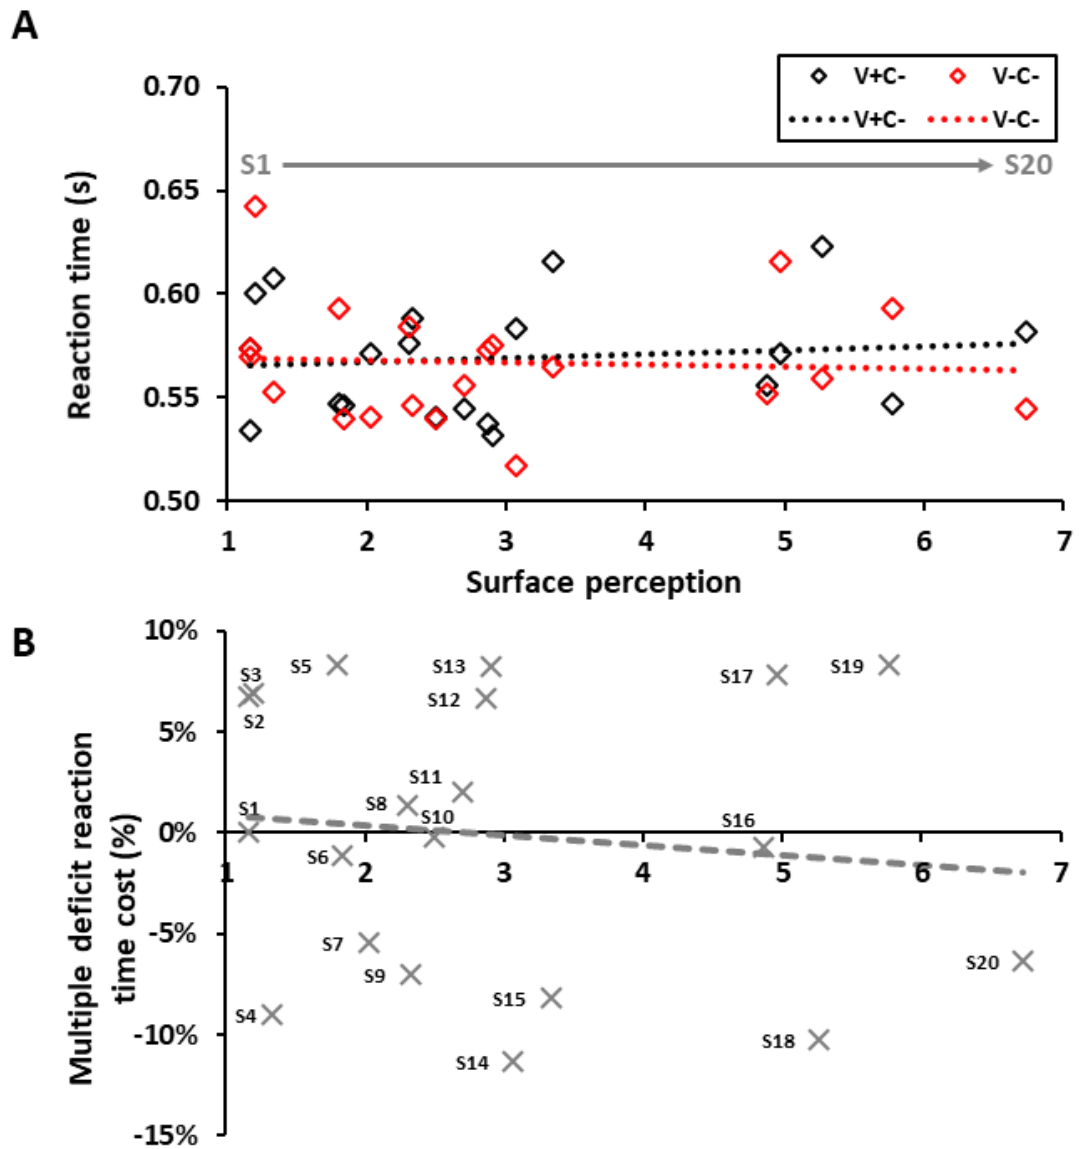 A
V+C- V-C-
V+C- V-C-
0.70
S1 S20
0.65
0.60
0.55
0.50
Reaction time (s)
1 2 3 4 5 6 7
Surface perception
B
10%
S3 S5 S13 S12 S17 S19
S2
5%
S11
S8
S1 S10 S16
0%
S6
1 2 3 4 5 6 7
-5%
S7
S9 S20
S15
S4
-10%
S18
S14
-15%
Multiple deficit reaction
time cost (%)